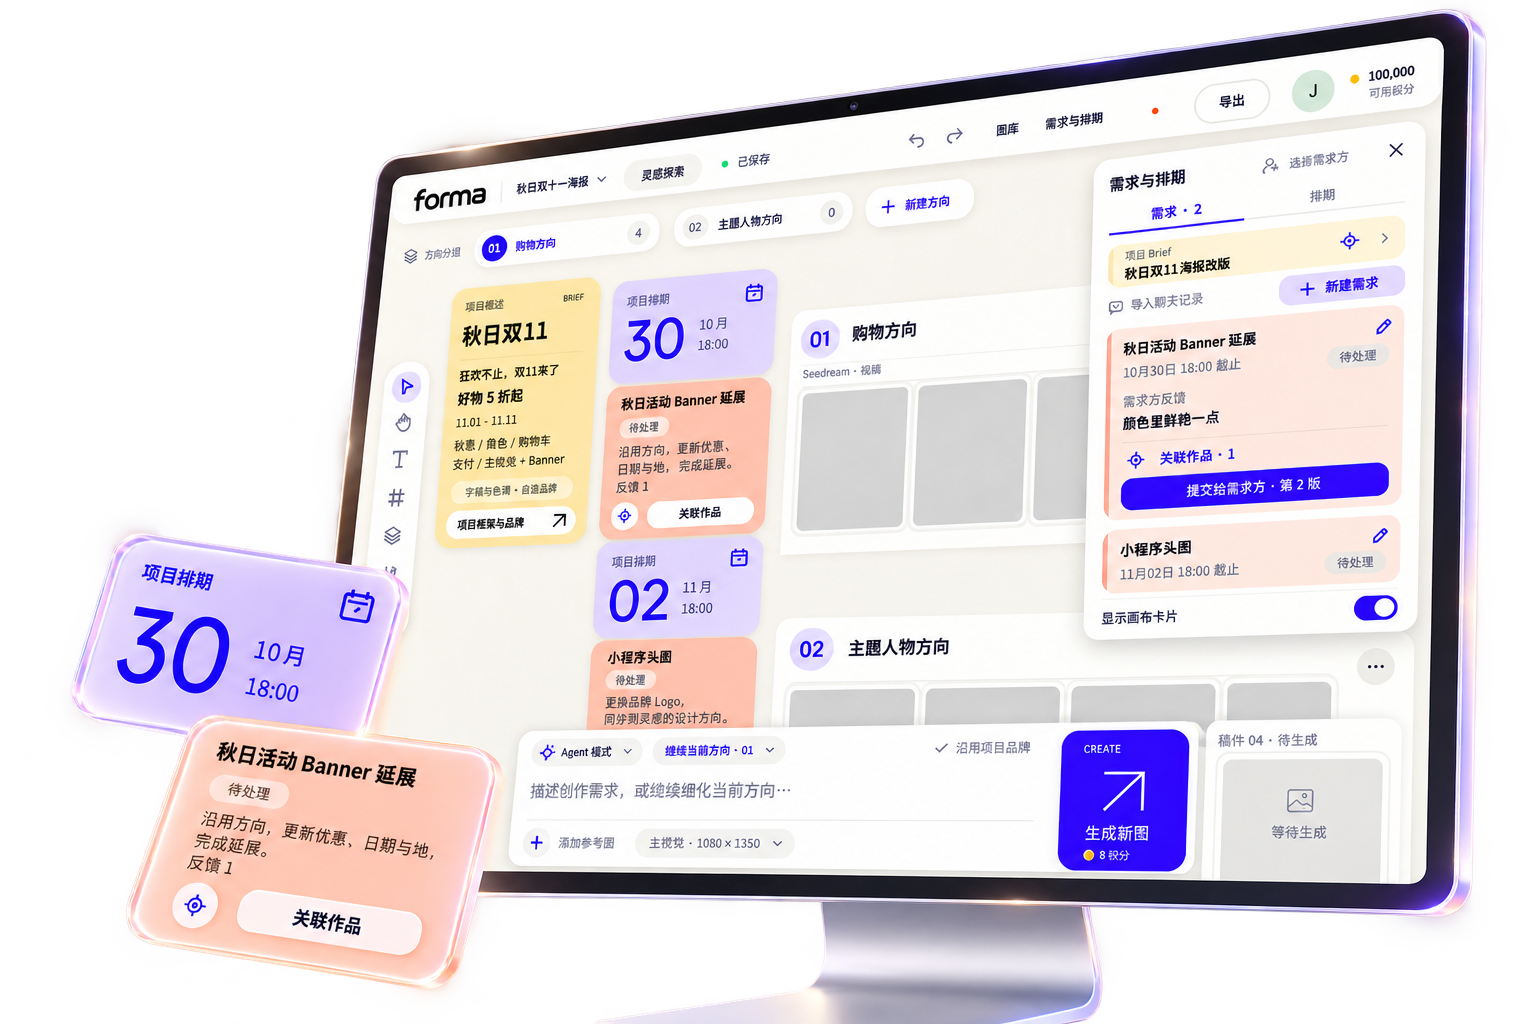 forma
秋日双十一海报
灵感探索
已保存
图库
需求与排期
导出
J
100,000
可用积分
方向分组
01
购物方向
4
02
主题人物方向
0
新建方向
项目概述
BRIEF
秋日双11
狂欢不止，双11来了
好物 5 折起
11.01 - 11.11
秋惠 / 角色 / 购物车
支付 / 主视觉 + Banner
项目框架与品牌
项目排期
30
10 月
18:00
秋日活动 Banner 延展
待处理
沿用方向，更新优惠、
日期与地，完成延展。
反馈 1
关联作品
项目排期
02
11 月
18:00
小程序头图
待处理
更换品牌 Logo,
的设计方向。
01
购物方向
Seedream ·
02
主题人物方向
需求与排期
选择需求方
需求 · 2
排期
项目 Brief
秋日双11海报改版
导入聊天记录
新建需求
秋日活动 Banner 延展
10月30日 18:00 截止
待处理
需求方反馈
颜色里鲜艳一点
关联作品 · 1
提交给需求方 · 第 2 版
小程序头图
11月02日 18:00 截止
待处理
显示画布卡片
Agent 模式
继续当前方向 · 01
沿用项目品牌
描述创作需求，或继续细化当前方向…
添加参考图
主视觉 · 1080 × 1350
CREATE
生成新图
8 积分
稿件 04 · 待生成
等待生成
项目排期
30
10 月
18:00
秋日活动 Banner 延展
待处理
沿用方向，更新优惠、日期与地，
完成延展。
反馈 1
关联作品